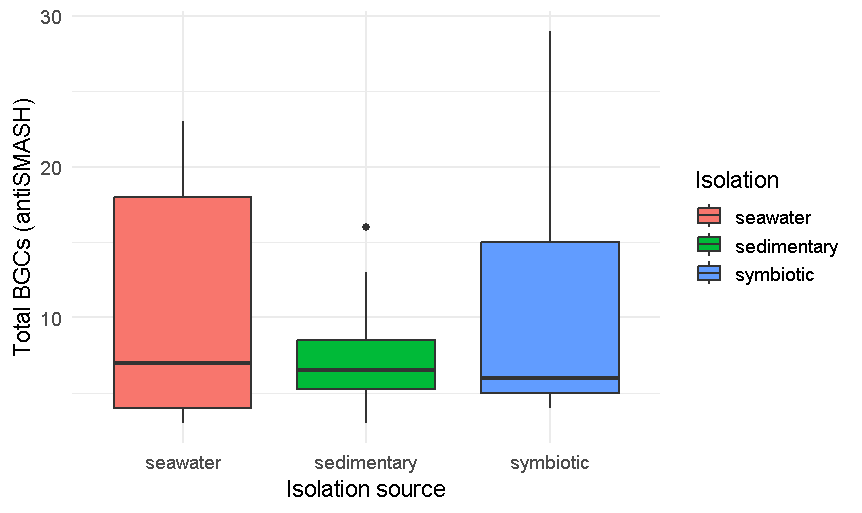 30
20
10
Total BGCs (antiSMASH)
seawater
sedimentary
symbiotic
Isolation source
Isolation
seawater
sedimentary
symbiotic